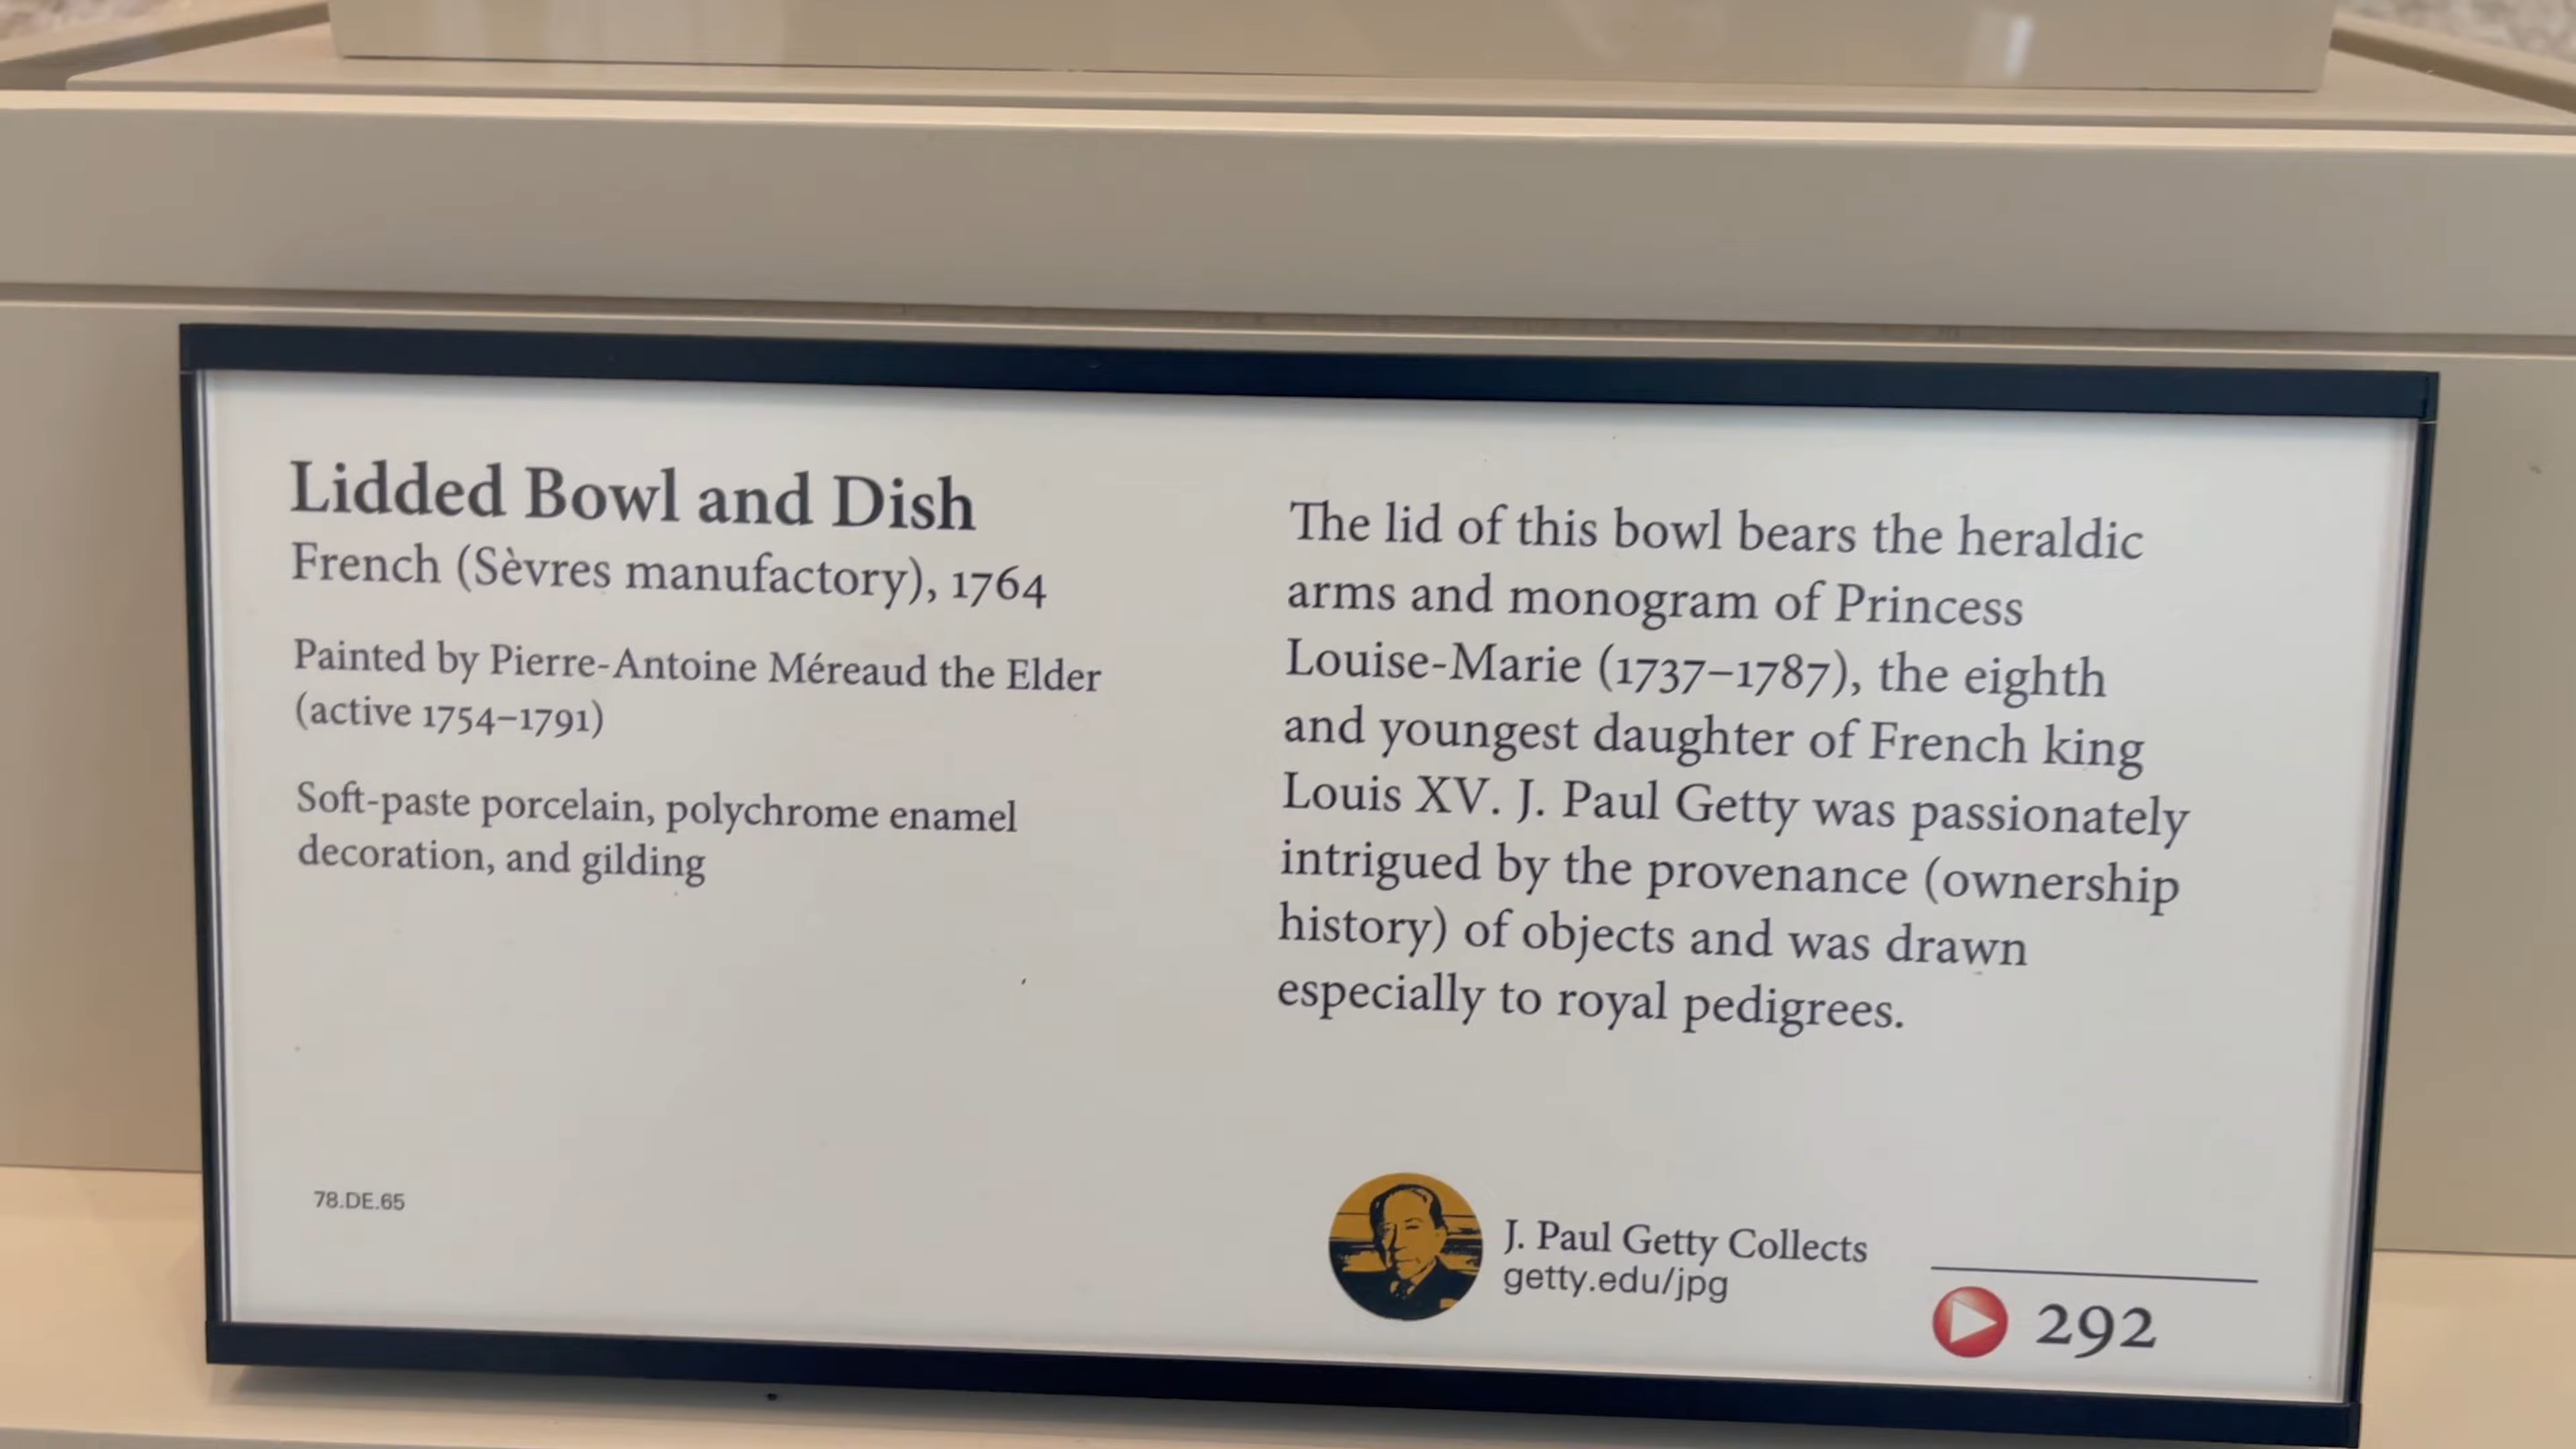 Lidded Bowl and Dish
French (Sèvres manufactory), 1764
Painted by Pierre-Antoine Méreaud the Elder
(active 1754–1791)
Soft-paste porcelain, polychrome enamel
decoration, and gilding
78.DE.65
The lid of this bowl bears the heraldic
arms and monogram of Princess
Louise-Marie (1737–1787), the eighth
and youngest daughter of French king
Louis XV. J. Paul Getty was passionately
intrigued by the provenance (ownership
history) of objects and was drawn
especially to royal pedigrees.
J. Paul Getty Collects
getty.edu/jpg
292